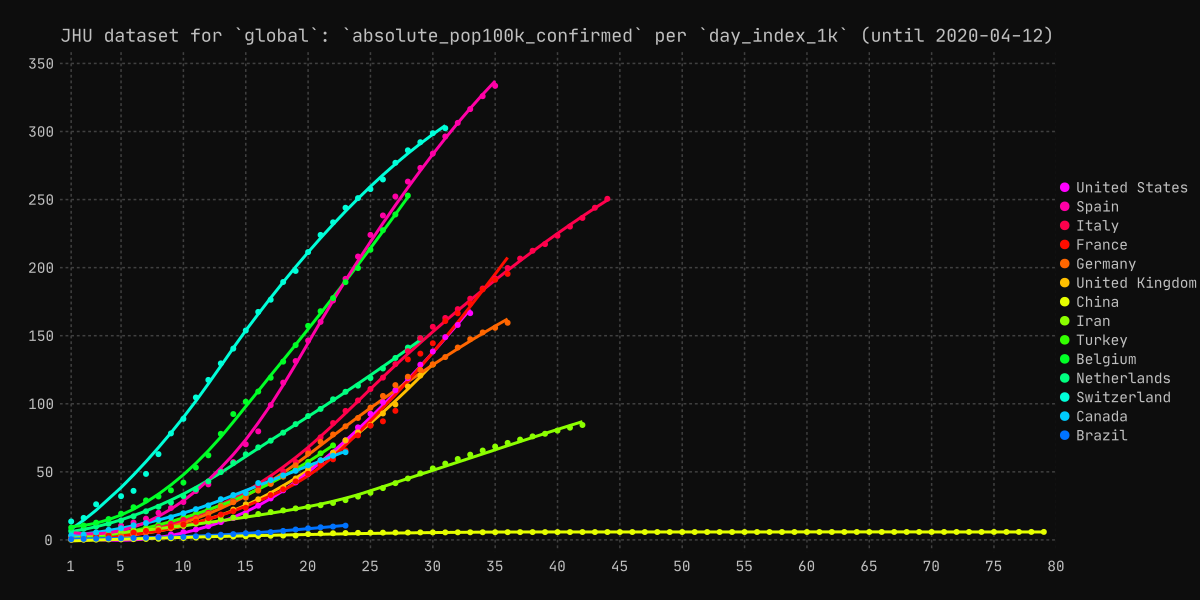 JHU dataset for `global`: `absolute_pop100k_confirmed` per `day_index_1k` (until 2020-04-12)
350
300
250
200
150
100
50
0
1 5 10 15 20 25 30 35 40 45 50 55 60 65 70 75 80
United States
Spain
Italy
France
Germany
United Kingdom
China
Iran
Turkey
Belgium
Netherlands
Switzerland
Canada
Brazil